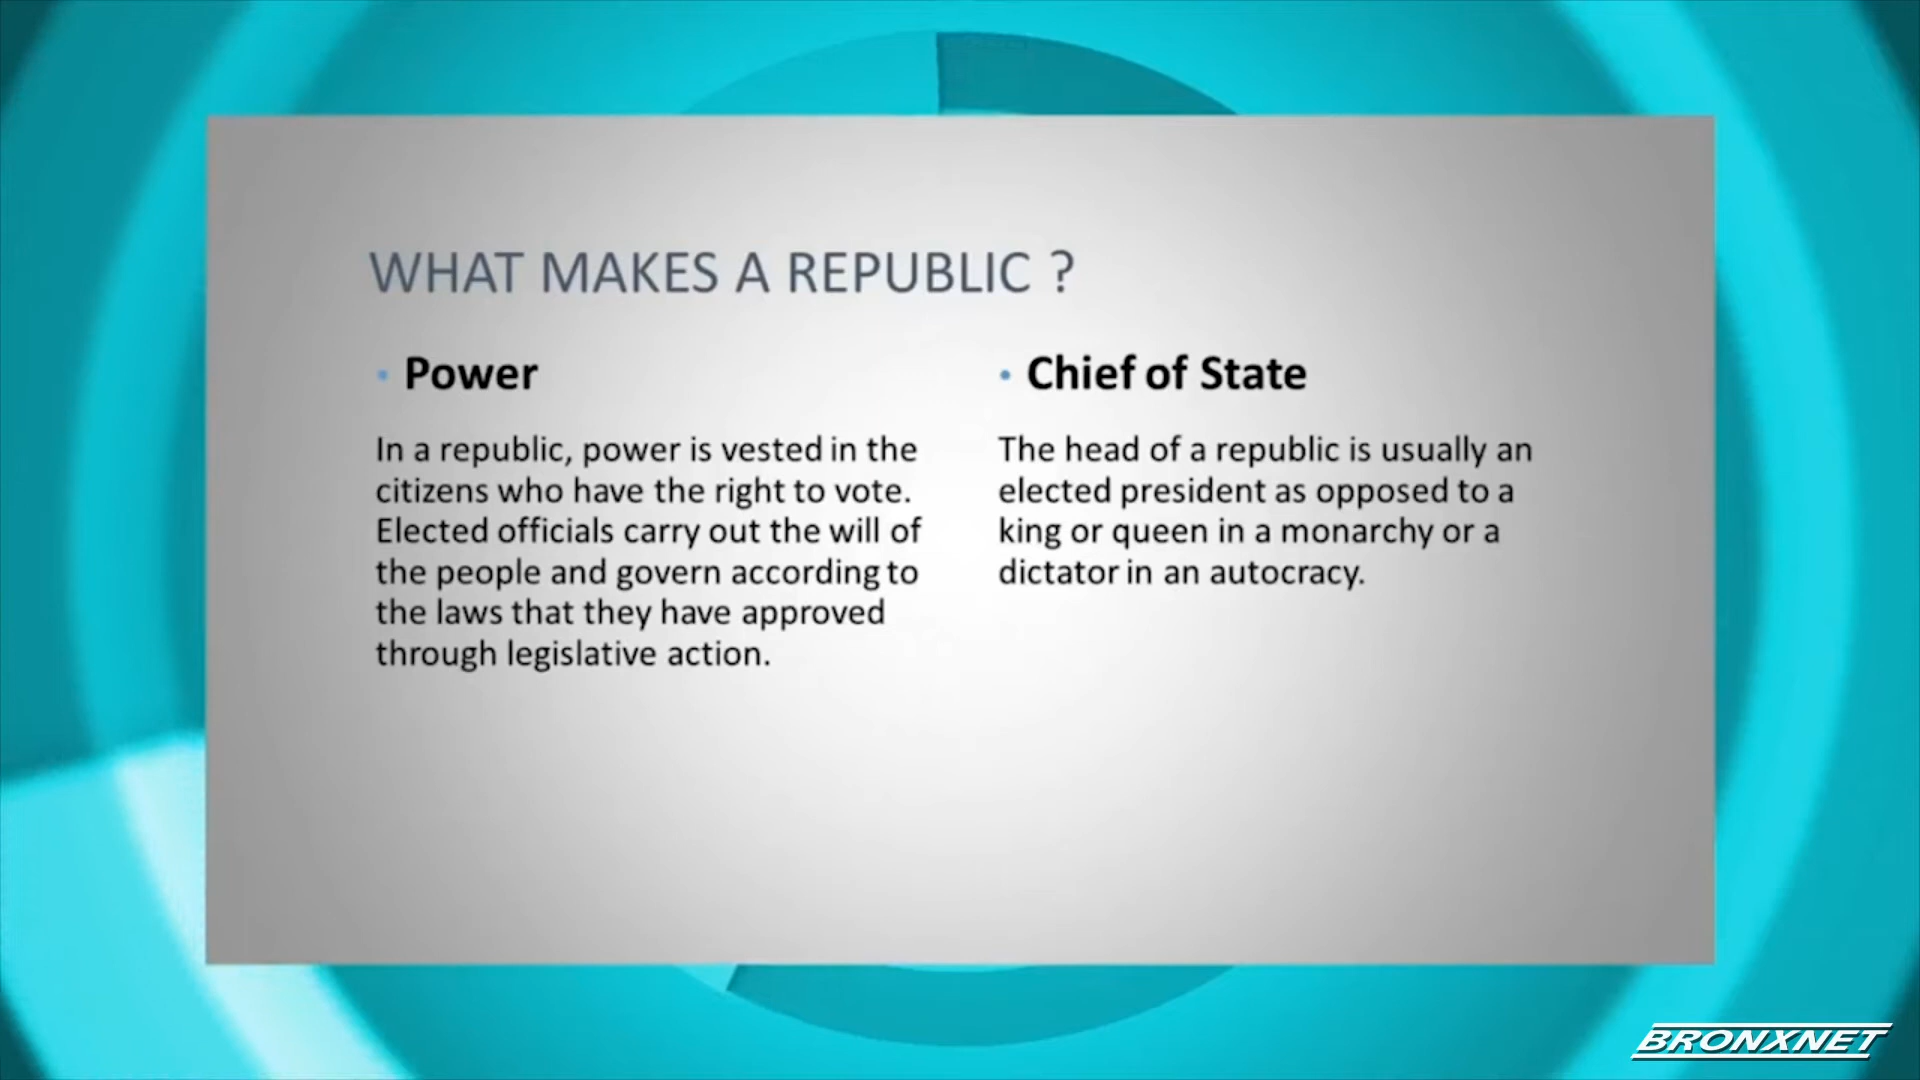 WHAT MAKES A REPUBLIC ?
• Power
In a republic, power is vested in the
citizens who have the right to vote.
Elected officials carry out the will of
the people and govern according to
the laws that they have approved
through legislative action.
• Chief of State
The head of a republic is usually an
elected president as opposed to a
king or queen in a monarchy or a
dictator in an autocracy.
BRONXNET